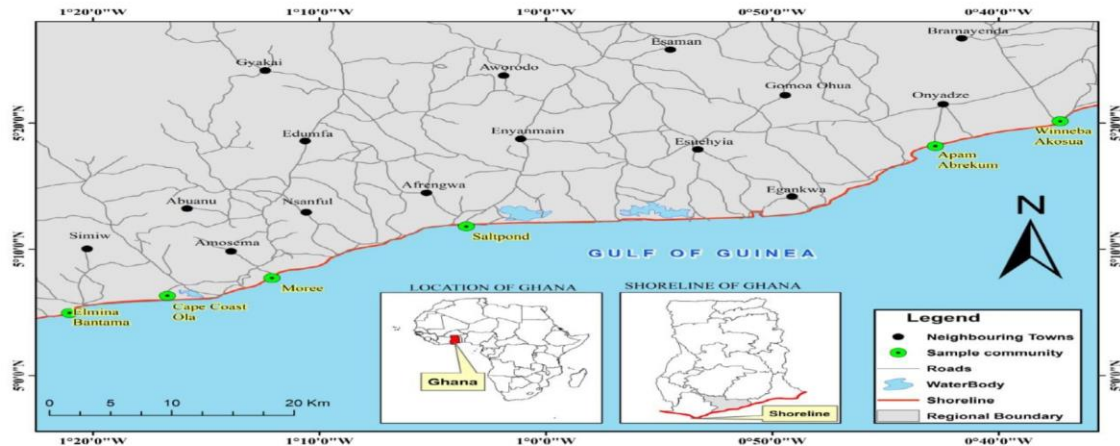 1°20'0"W 1°10'0"W 1°0'0"W 0°50'0"W 0°40'0"W
Bramayenda
Esaman
Gyakai
Aworodo
Gomoa Ohua
Onyadze
5°20'0"N
5°20'0"N
Winneba
Akosua
Edumfa
Enyanmain
Esuehyia
Apam
Abrekum
Afrengwa
Egankwa
Abuanu
Nsanful
Saltpond
Simiw
Amosema
5°10'0"N
GULF OF GUINEA
5°10'0"N
N
Moree
Cape Coast
Ola
Elmina
Bantama
LOCATION OF GHANA
Ghana
SHORELINE OF GHANA
Shoreline
Legend
Neighbouring Towns
Sample community
Roads
WaterBody
Shoreline
Regional Boundary
5°0'0"N
5°0'0"N
0 5 10 20 Km
1°20'0"W 1°10'0"W 1°0'0"W 0°50'0"W 0°40'0"W